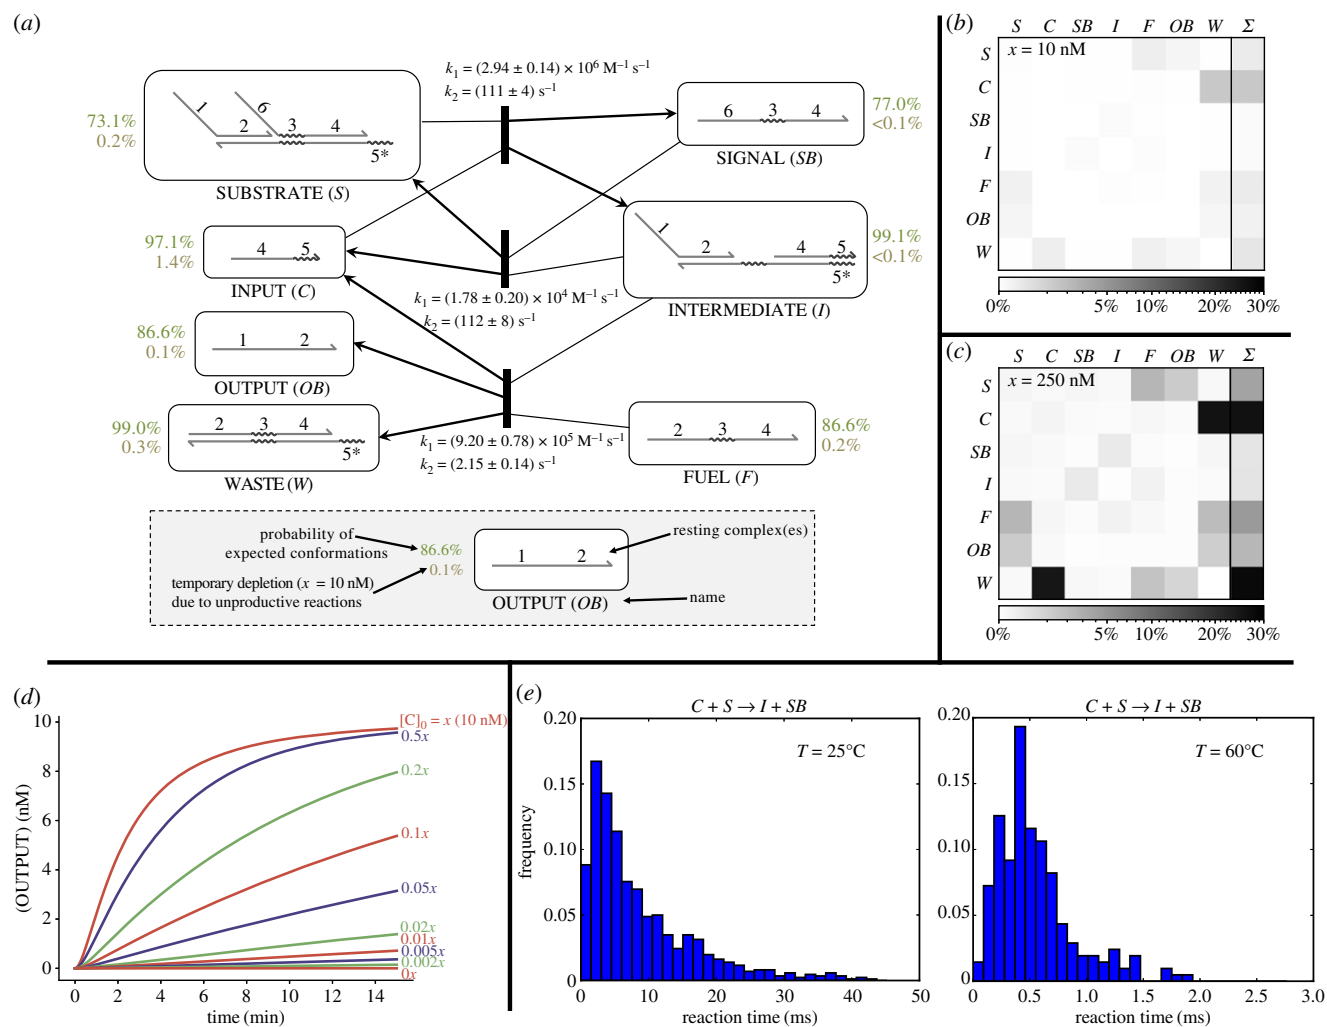 (a)
k₁ = (2.94 ± 0.14) × 10⁶ M⁻¹ s⁻¹
k₂ = (111 ± 4) s⁻¹
73.1%
0.2%
1 6 2 3 4 5*
SUBSTRATE (S)
6 3 4
77.0%
<0.1%
SIGNAL (SB)
97.1%
1.4%
4 5
INPUT (C)
1 2 4 5 5*
99.1%
<0.1%
INTERMEDIATE (I)
k₁ = (1.78 ± 0.20) × 10⁴ M⁻¹ s⁻¹
k₂ = (112 ± 8) s⁻¹
86.6%
0.1%
1 2
OUTPUT (OB)
99.0%
0.3%
2 3 4 5*
WASTE (W)
k₁ = (9.20 ± 0.78) × 10⁵ M⁻¹ s⁻¹
k₂ = (2.15 ± 0.14) s⁻¹
2 3 4
86.6%
0.2%
FUEL (F)
probability of
expected conformations
86.6%
0.1%
temporary depletion (x = 10 nM)
due to unproductive reactions
1 2
resting complex(es)
OUTPUT (OB)
name
(b)
S C SB I F OB W Σ
x = 10 nM
S
C
SB
I
F
OB
W
0% 5% 10% 20% 30%
(c)
S C SB I F OB W Σ
x = 250 nM
S
C
SB
I
F
OB
W
0% 5% 10% 20% 30%
(d)
10
8
6
4
2
0
(OUTPUT) (nM)
[C]₀ = x (10 nM)
0.5x
0.2x
0.1x
0.05x
0.02x
0.01x
0.005x
0.002x
0x
0 2 4 6 8 10 12 14
time (min)
(e)
C + S → I + SB
T = 25°C
0.20
0.15
0.10
0.05
0
frequency
0 10 20 30 40 50
reaction time (ms)
C + S → I + SB
T = 60°C
0.20
0.15
0.10
0.05
0
0 0.5 1.0 1.5 2.0 2.5 3.0
reaction time (ms)